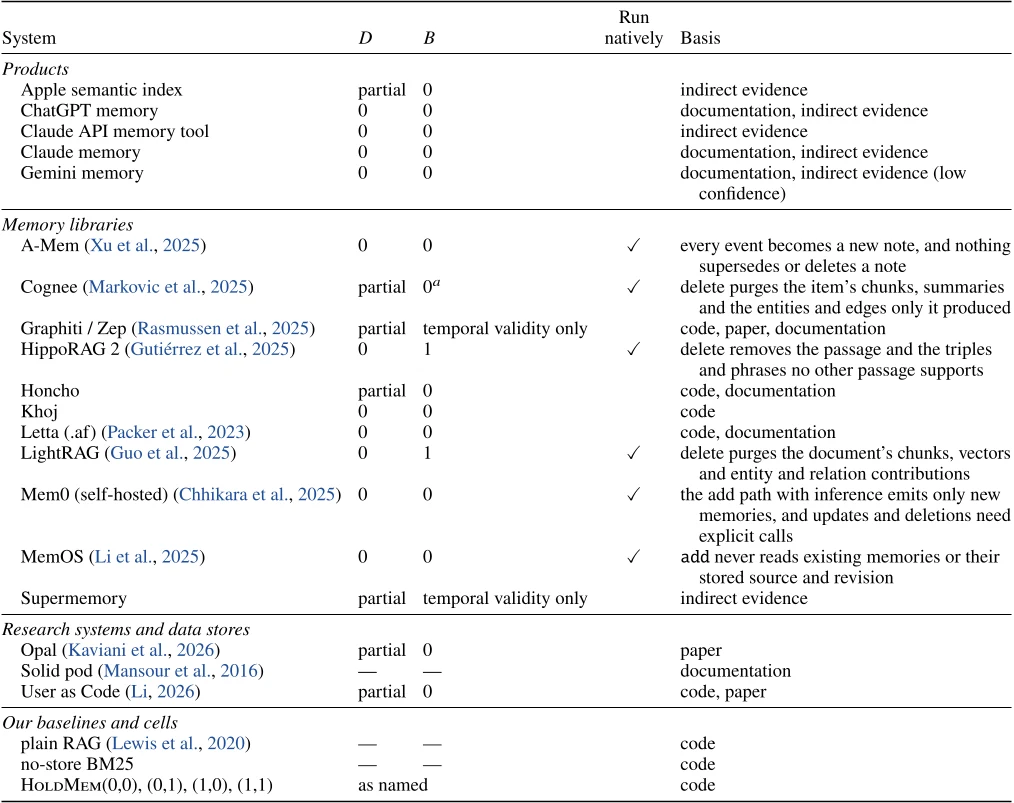 Run
System D B natively Basis
Products
Apple semantic index partial 0 indirect evidence
ChatGPT memory 0 0 documentation, indirect evidence
Claude API memory tool 0 0 indirect evidence
Claude memory 0 0 documentation, indirect evidence
Gemini memory 0 0 documentation, indirect evidence (low
confidence)
Memory libraries
A-Mem (Xu et al., 2025) 0 0 ✓ every event becomes a new note, and nothing
supersedes or deletes a note
Cognee (Markovic et al., 2025) partial 0a ✓ delete purges the item's chunks, summaries
and the entities and edges only it produced
Graphiti / Zep (Rasmussen et al., 2025) partial temporal validity only code, paper, documentation
HippoRAG 2 (Gutiérrez et al., 2025) 0 1 ✓ delete removes the passage and the triples
and phrases no other passage supports
Honcho partial 0 code, documentation
Khoj 0 0 code
Letta (.af) (Packer et al., 2023) 0 0 code, documentation
LightRAG (Guo et al., 2025) 0 1 ✓ delete purges the document's chunks, vectors
and entity and relation contributions
Mem0 (self-hosted) (Chhikara et al., 2025) 0 0 ✓ the add path with inference emits only new
memories, and updates and deletions need
explicit calls
MemOS (Li et al., 2025) 0 0 ✓ add never reads existing memories or their
stored source and revision
Supermemory partial temporal validity only indirect evidence
Research systems and data stores
Opal (Kaviani et al., 2026) partial 0 paper
Solid pod (Mansour et al., 2016) — — documentation
User as Code (Li, 2026) partial 0 code, paper
Our baselines and cells
plain RAG (Lewis et al., 2020) — — code
no-store BM25 — — code
HOLDMEM(0,0), (0,1), (1,0), (1,1) as named code